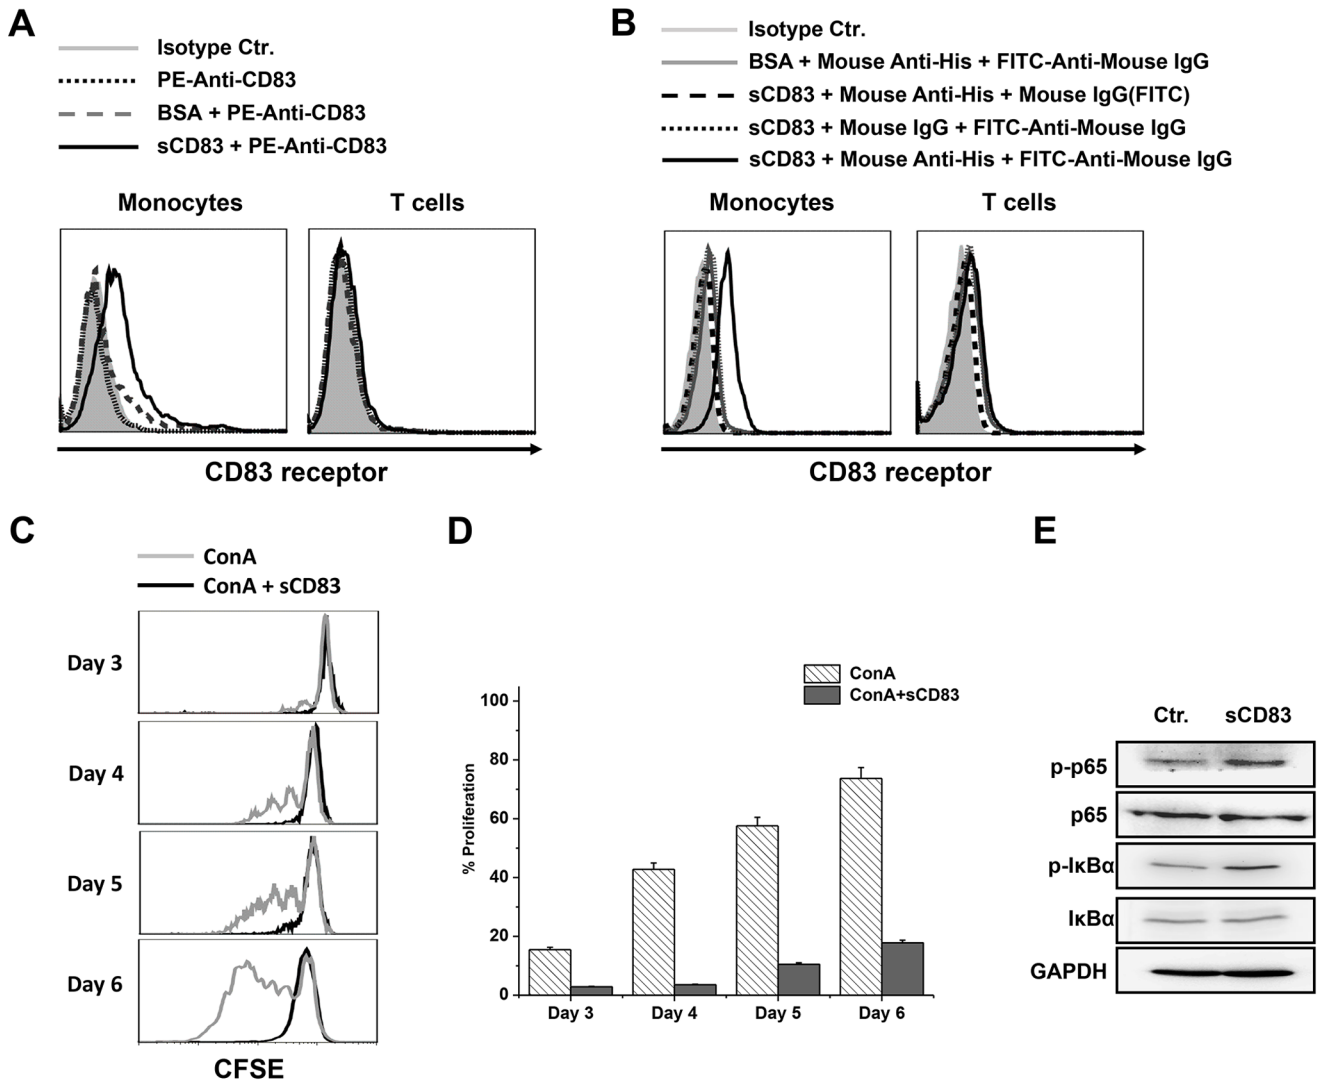 A
Isotype Ctr.
PE-Anti-CD83
BSA + PE-Anti-CD83
sCD83 + PE-Anti-CD83
Monocytes
T cells
CD83 receptor
B
Isotype Ctr.
BSA + Mouse Anti-His + FITC-Anti-Mouse IgG
sCD83 + Mouse Anti-His + Mouse IgG(FITC)
sCD83 + Mouse IgG + FITC-Anti-Mouse IgG
sCD83 + Mouse Anti-His + FITC-Anti-Mouse IgG
Monocytes
T cells
CD83 receptor
C
ConA
ConA + sCD83
Day 3
Day 4
Day 5
Day 6
CFSE
D
ConA
ConA+sCD83
% Proliferation
100
80
60
40
20
0
Day 3
Day 4
Day 5
Day 6
E
Ctr.
sCD83
p-p65
p65
p-IκBα
IκBα
GAPDH